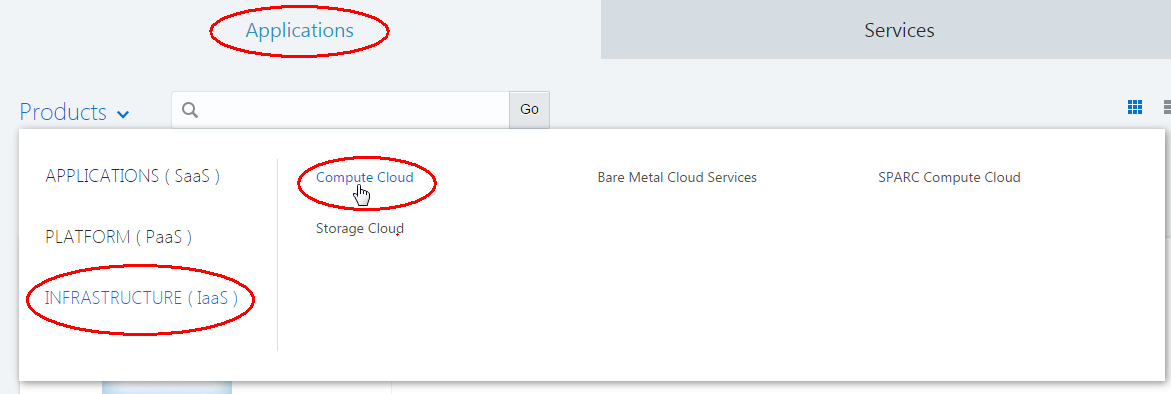 Applications
Services
Products
Go
APPLICATIONS ( SaaS )
Compute Cloud
Bare Metal Cloud Services
SPARC Compute Cloud
Storage Cloud
PLATFORM ( PaaS )
INFRASTRUCTURE ( IaaS )